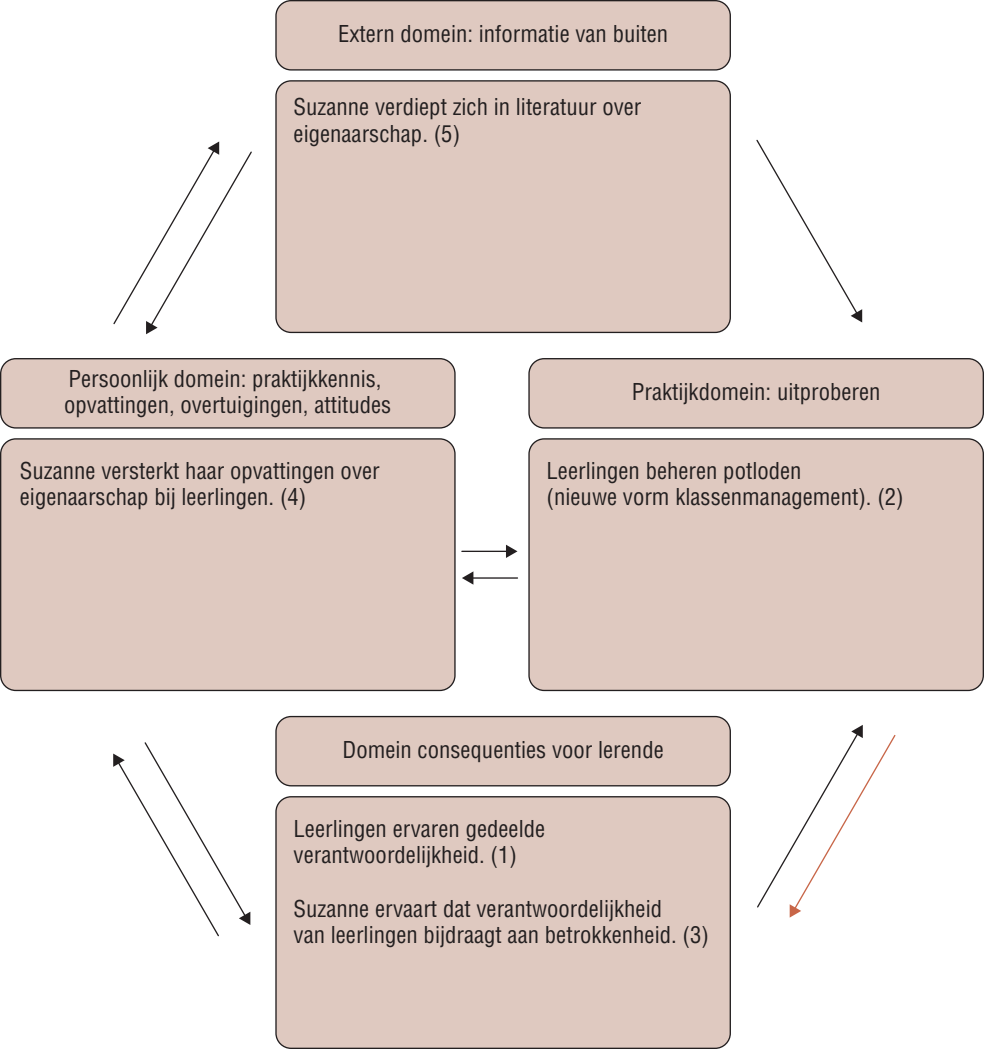 Extern domein: informatie van buiten
Suzanne verdiept zich in literatuur over
eigenaarschap. (5)
Persoonlijk domein: praktijkkennis,
opvattingen, overtuigingen, attitudes
Suzanne versterkt haar opvattingen over
eigenaarschap bij leerlingen. (4)
Praktijkdomein: uitproberen
Leerlingen beheren potloden
(nieuwe vorm klassenmanagement). (2)
Domein consequenties voor lerende
Leerlingen ervaren gedeelde
verantwoordelijkheid. (1)
Suzanne ervaart dat verantwoordelijkheid
van leerlingen bijdraagt aan betrokkenheid. (3)